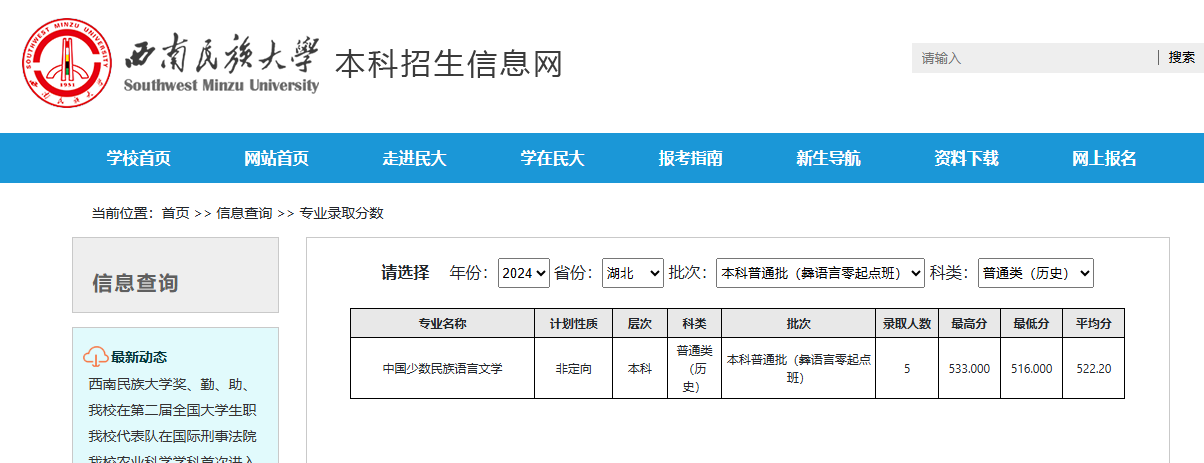 SOUTHWEST MINZU UNIVERSITY
1951
西南民族大学
西南民族大学
Southwest Minzu University
本科招生信息网
请输入
搜索
学校首页 网站首页 走进民大 学在民大 报考指南 新生导航 资料下载 网上报名
当前位置：首页 >> 信息查询 >> 专业录取分数
信息查询
最新动态
西南民族大学奖、勤、助、
我校在第二届全国大学生职
我校代表队在国际刑事法院
我校农业科学学科首次进入
请选择 年份：2024 省份：湖北 批次：本科普通批（彝语言零起点班） 科类：普通类（历史）
专业名称 计划性质 层次 科类 批次 录取人数 最高分 最低分 平均分
中国少数民族语言文学 非定向 本科 普通类（历史） 本科普通批（彝语言零起点班） 5 533.000 516.000 522.20